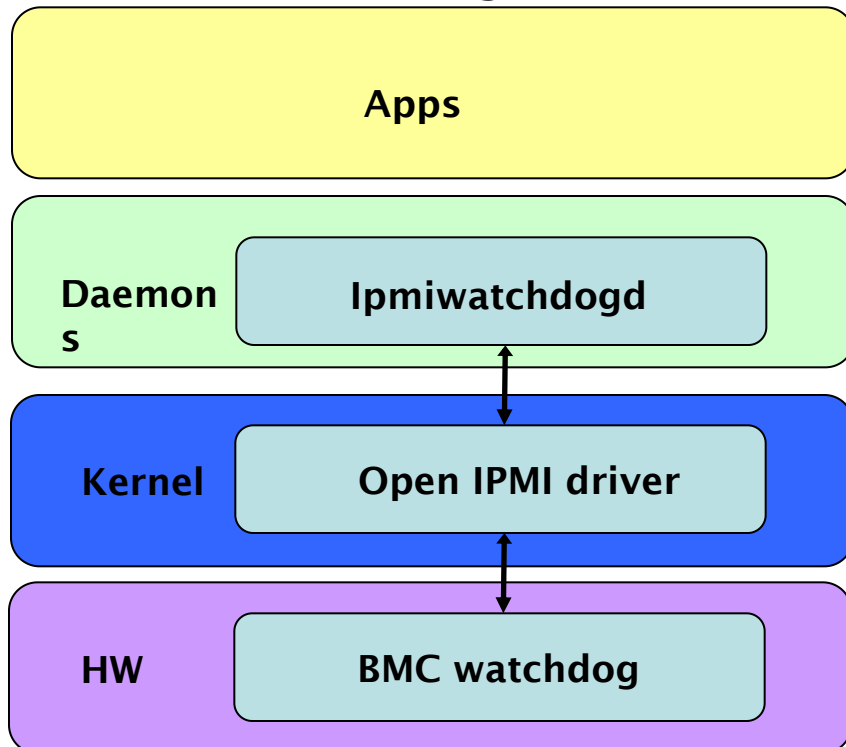 Apps
Daemon
s
Ipmiwatchdogd
Kernel
Open IPMI driver
HW
BMC watchdog